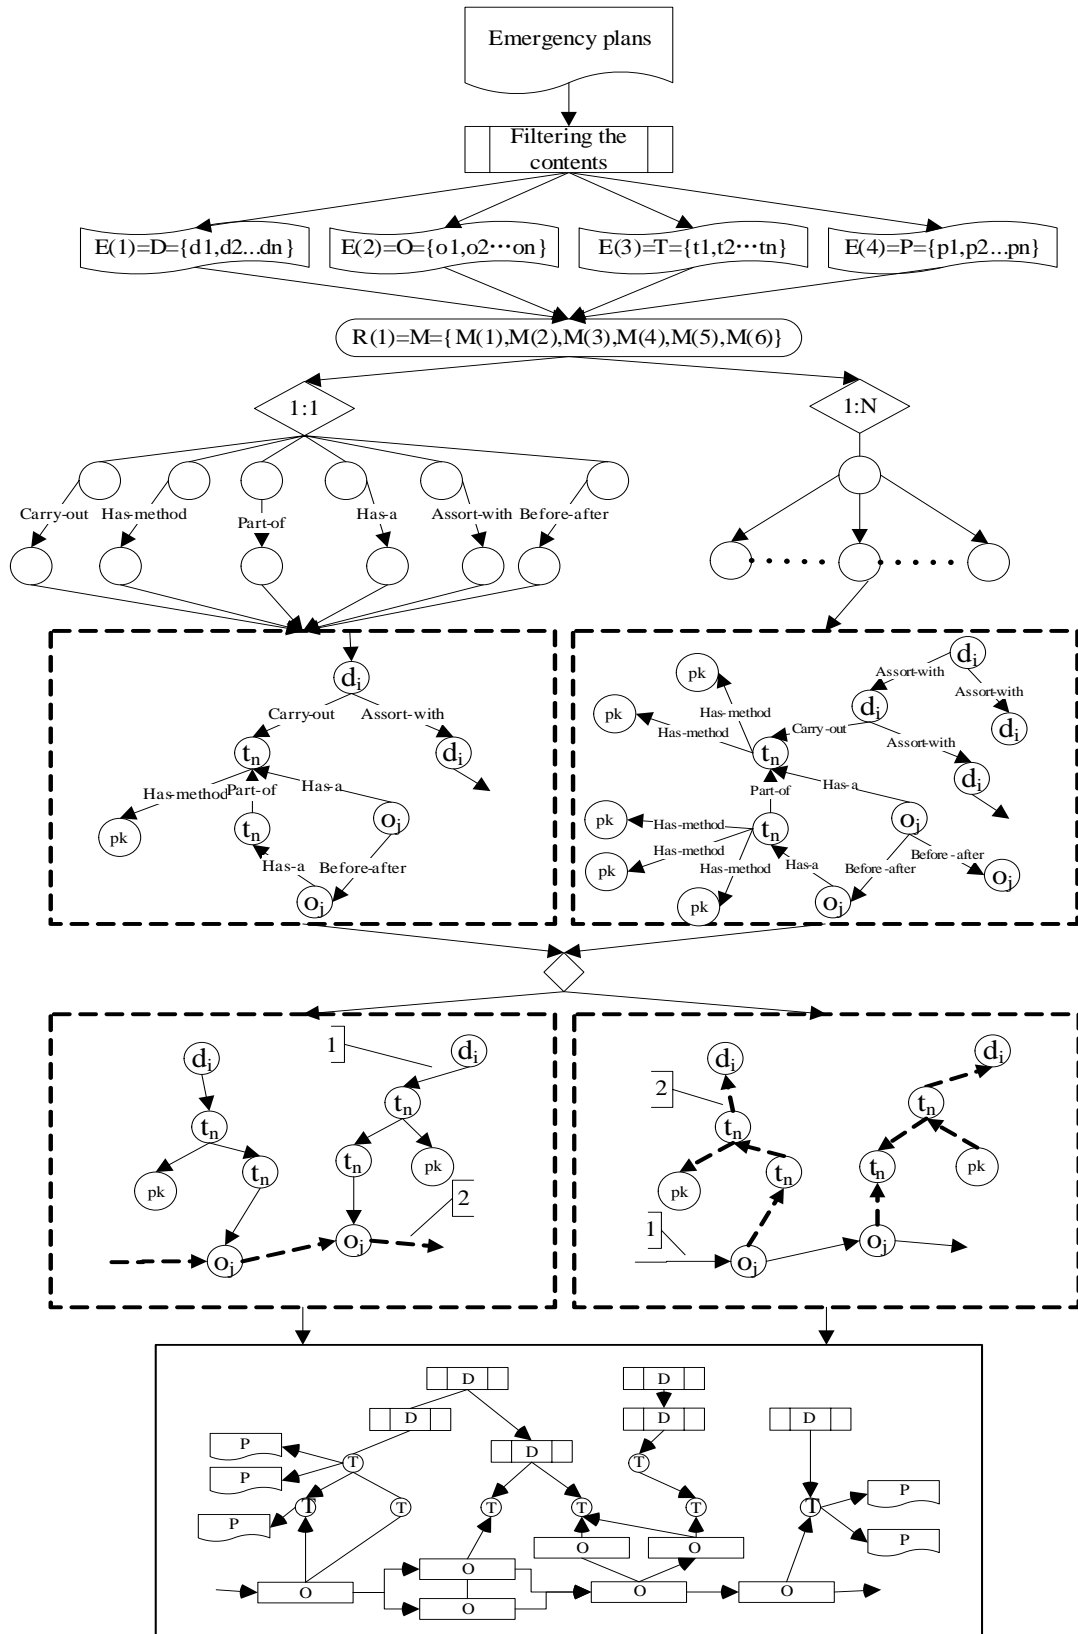 Emergency plans
Filtering the
contents
E(1)=D={d1,d2...dn}
E(2)=O={o1,o2···on}
E(3)=T={t1,t2···tn}
E(4)=P={p1,p2...pn}
R(1)=M={M(1),M(2),M(3),M(4),M(5),M(6)}
1:1
1:N
Carry-out
Has-method
Part-of
Has-a
Assort-with
Before-after
di
Carry-out
Assort-with
tn
di
Has-method
Part-of
Has-a
pk
tn
Oj
Has-a
Before-after
Oj
di
pk
Assort-with
Assort-with
pk
Has-method
di
di
Has-method
Carry-out
Assort-with
tn
di
Part-of
Has-a
pk
Has-method
tn
Oj
Has-method
Before-after
pk
Has-method
Has-a
Before-after
Oj
pk
Oj
di
1
di
tn
tn
tn
tn
pk
pk
2
Oj
Oj
di
di
2
tn
tn
tn
tn
pk
pk
1
Oj
Oj
D
D
D
D
D
P
D
T
T
P
T
T
T
T
T
T
P
P
P
O
O
O
O
O
O
O